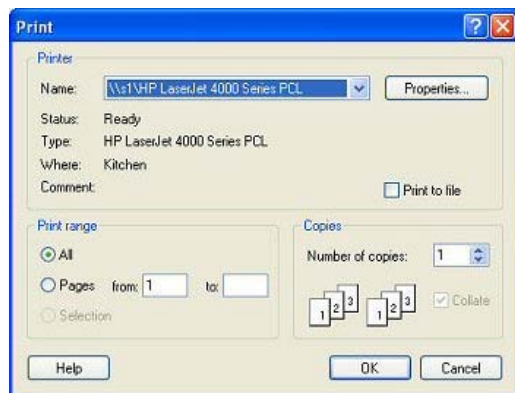 Print
Printer
Name: \\s1\HP LaserJet 4000 Series PCL Properties...
Status: Ready
Type: HP LaserJet 4000 Series PCL
Where: Kitchen
Comment: Print to file
Print range
All
Pages from: 1 to:
Selection
Copies
Number of copies: 1
1 2 3 1 2 3 Collate
Help OK Cancel